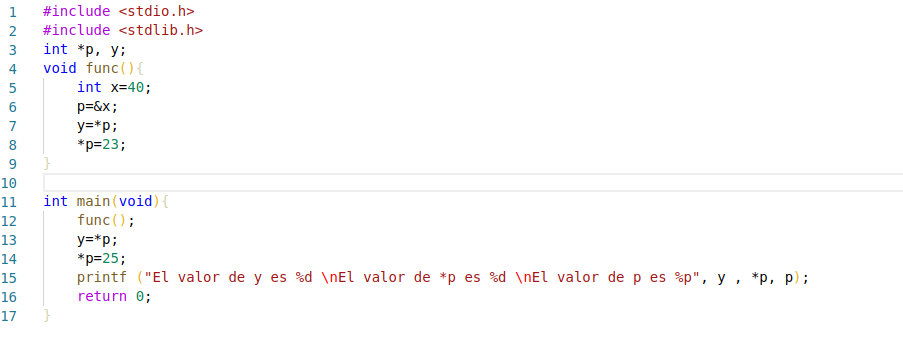 1 #include <stdio.h>
2 #include <stdlib.h>
3 int *p, y;
4 void func(){
5     int x=40;
6     p=&x;
7     y=*p;
8     *p=23;
9 }
10
11 int main(void){
12     func();
13     y=*p;
14     *p=25;
15     printf ("El valor de y es %d \nEl valor de *p es %d \nEl valor de p es %p", y , *p, p);
16     return 0;
17 }